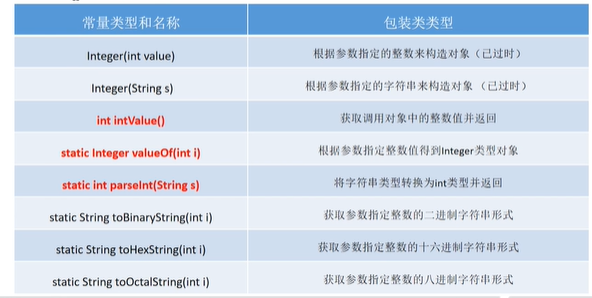 常量类型和名称 包装类类型
Integer(int value) 根据参数指定的整数来构造对象（已过时）
Integer(String s) 根据参数指定的字符串来构造对象 （已过时）
int intValue() 获取调用对象中的整数值并返回
static Integer valueOf(int i) 根据参数指定整数值得到Integer类型对象
static int parseInt(String s) 将字符串类型转换为int类型并返回
static String toBinaryString(int i) 获取参数指定整数的二进制字符串形式
static String toHexString(int i) 获取参数指定整数的十六进制字符串形式
static String toOctalString(int i) 获取参数指定整数的八进制字符串形式